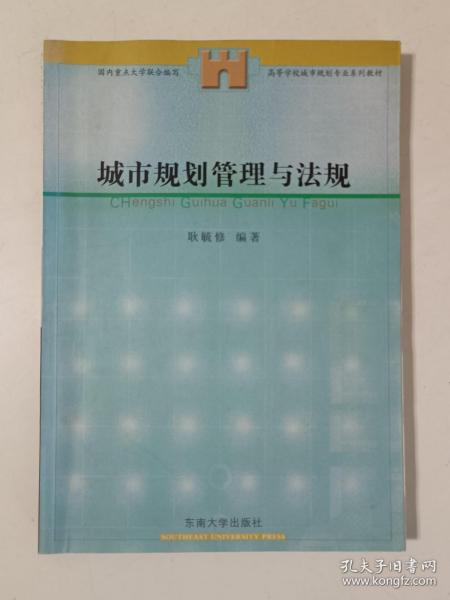 国内重点大学联合编写
高等学校城市规划专业系列教材
城市规划管理与法规
CHengshi Guihua Guanli Yu Fagui
耿毓修 编著
东南大学出版社
SOUTHEAST UNIVERSITY PRESS
孔夫子旧书网
www.kongfz.com